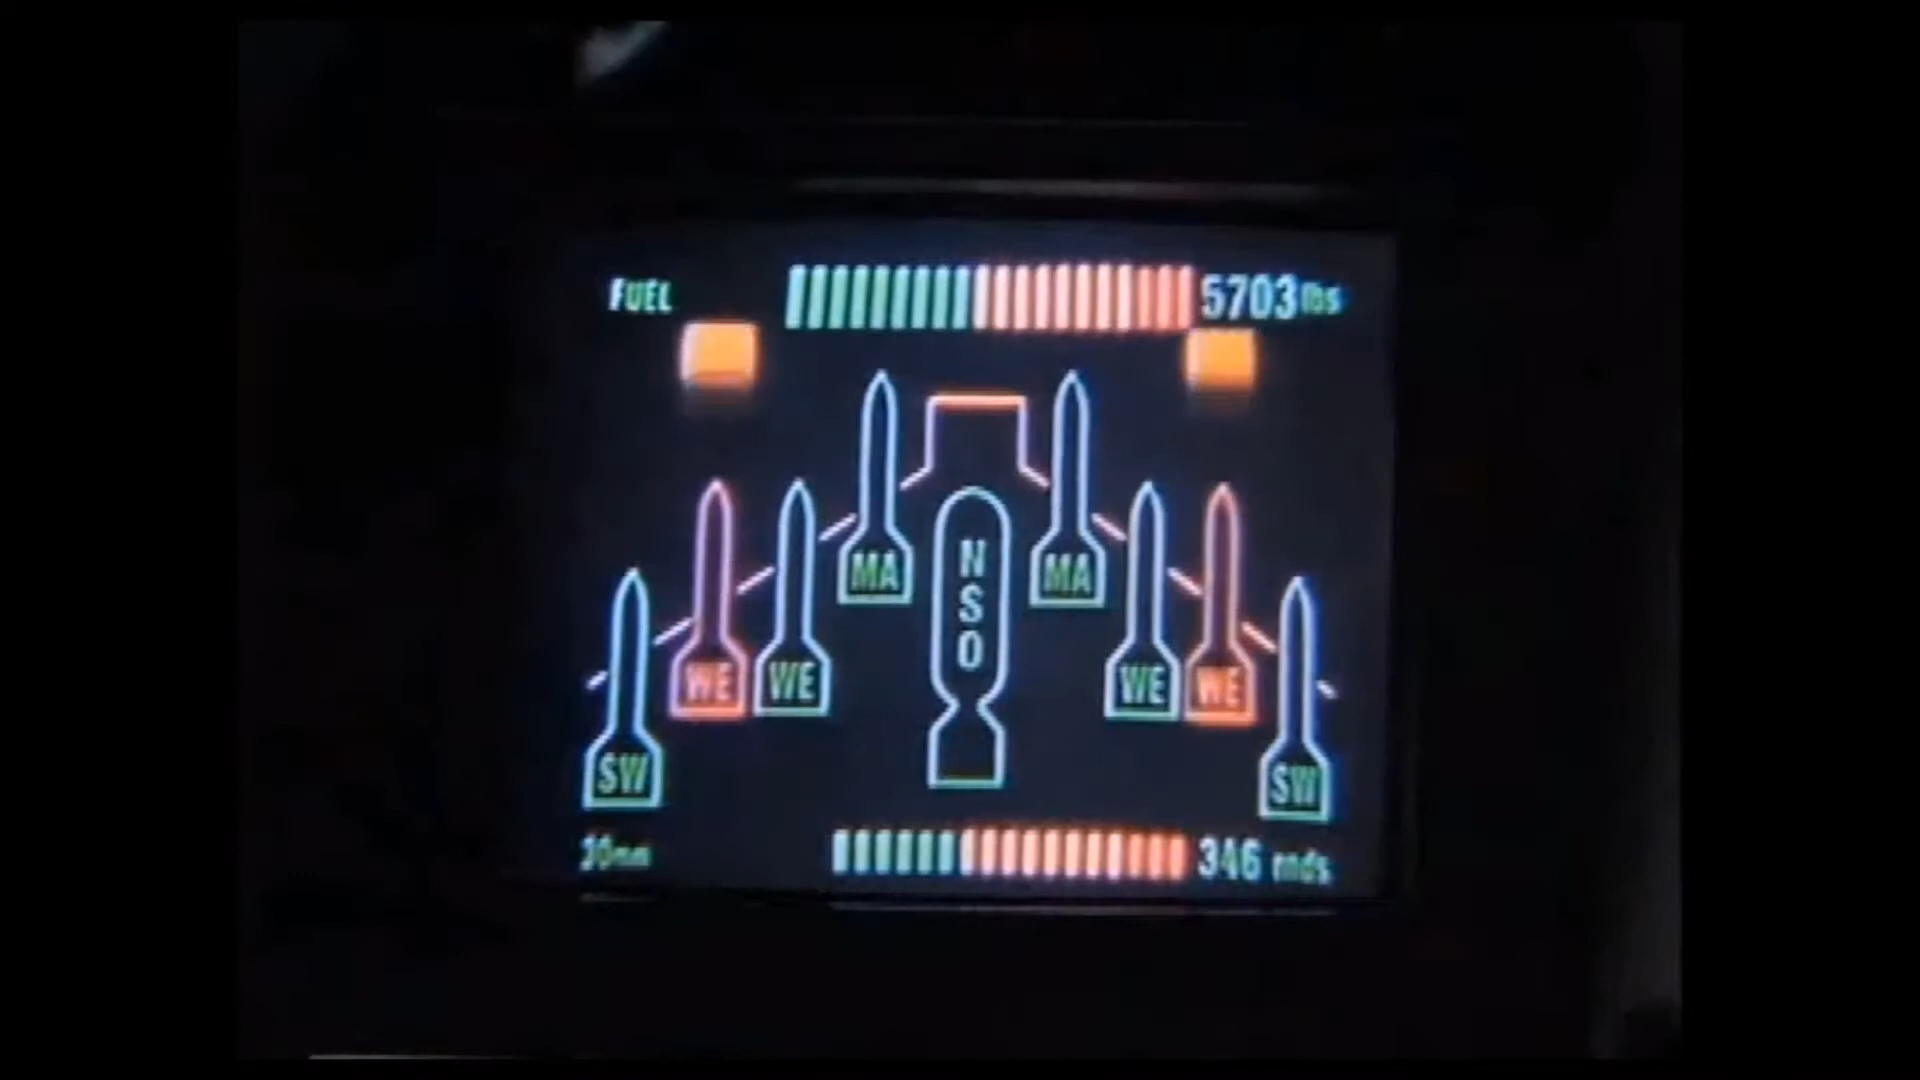 FUEL 5703 lbs
MA N S O MA
WE WE WE WE
SW SW
346 rnds